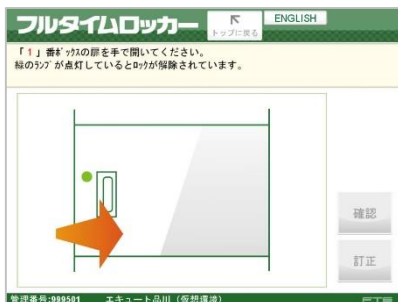 フルタイムロッカー
トップに戻る
ENGLISH
「1」番ﾎﾞｯｸｽの扉を手で開いてください。
緑のﾗﾝﾌﾟが点灯しているとﾛｯｸが解除されています。
確認
訂正
管理番号:999501 エキュート品川（仮想環境）
FTS